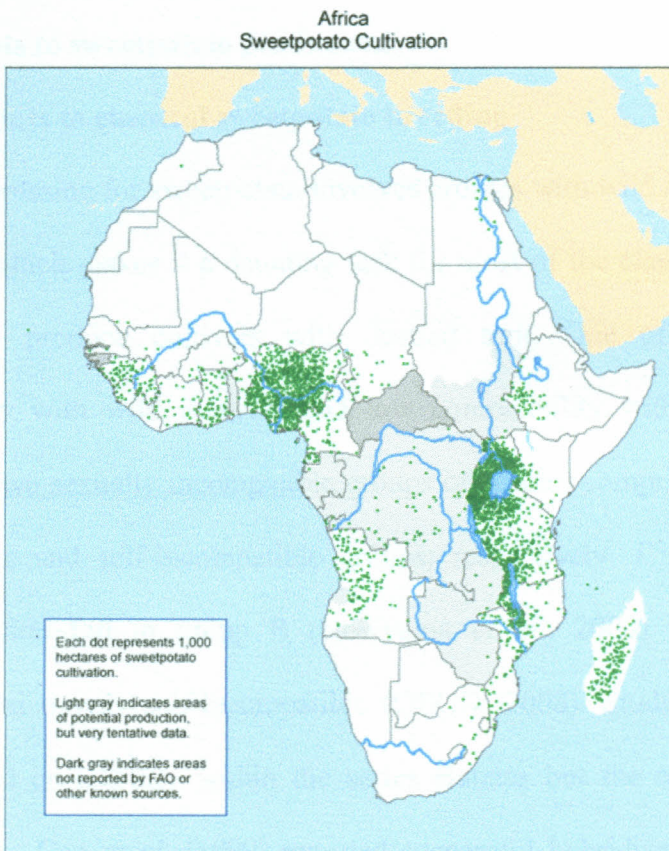 Africa
Sweetpotato Cultivation
Each dot represents 1,000
hectares of sweetpotato
cultivation.
Light gray indicates areas
of potential production,
but very tentative data.
Dark gray indicates areas
not reported by FAO or
other known sources.